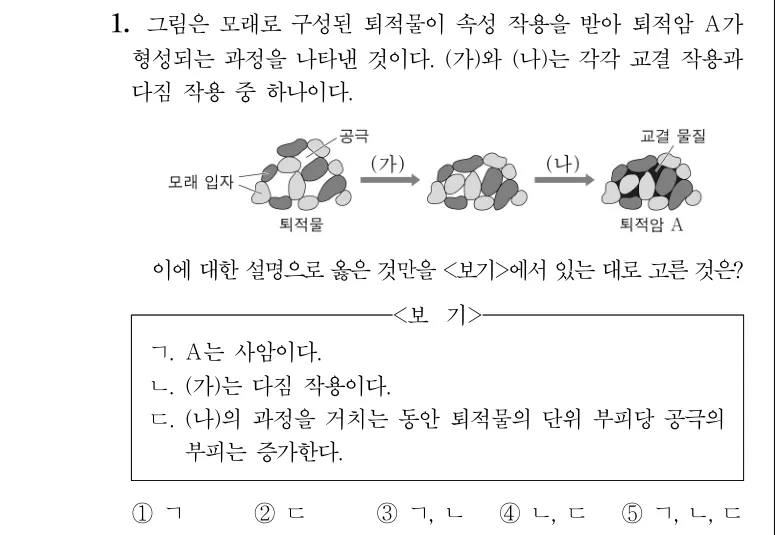 1. 그림은 모래로 구성된 퇴적물이 속성 작용을 받아 퇴적암 A가
형성되는 과정을 나타낸 것이다. (가)와 (나)는 각각 교결 작용과
다짐 작용 중 하나이다.
공극
교결 물질
(가)
(나)
모래 입자
퇴적물
퇴적암 A
이에 대한 설명으로 옳은 것만을 <보기>에서 있는 대로 고른 것은?
<보 기>
ㄱ. A는 사암이다.
ㄴ. (가)는 다짐 작용이다.
ㄷ. (나)의 과정을 거치는 동안 퇴적물의 단위 부피당 공극의
부피는 증가한다.
① ㄱ ② ㄷ ③ ㄱ, ㄴ ④ ㄴ, ㄷ ⑤ ㄱ, ㄴ, ㄷ